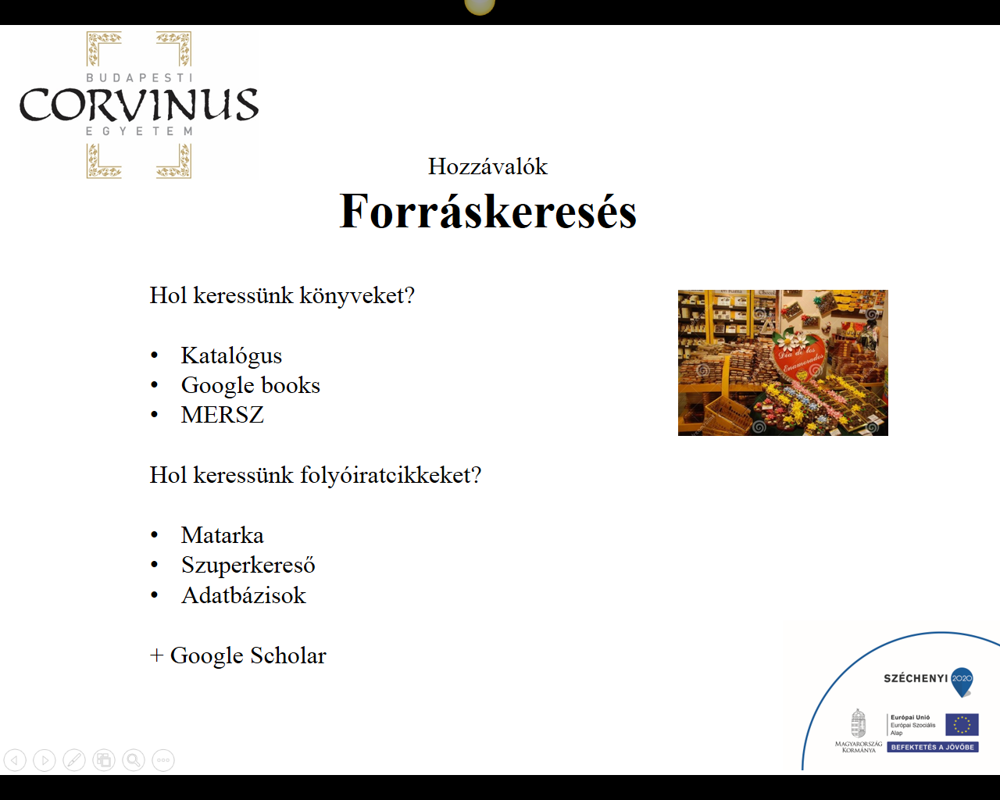 BUDAPESTI
CORVINUS
EGYETEM
Hozzávalók
Forráskeresés
Hol keressünk könyveket?
• Katalógus
• Google books
• MERSZ
Día de los
Enamorados
Hol keressünk folyóiratcikkeket?
• Matarka
• Szuperkereső
• Adatbázisok
+ Google Scholar
SZÉCHENYI 2020
Európai Unió
Európai Szociális
Alap
MAGYARORSZÁG
KORMÁNYA
BEFEKTETÉS A JÖVŐBE